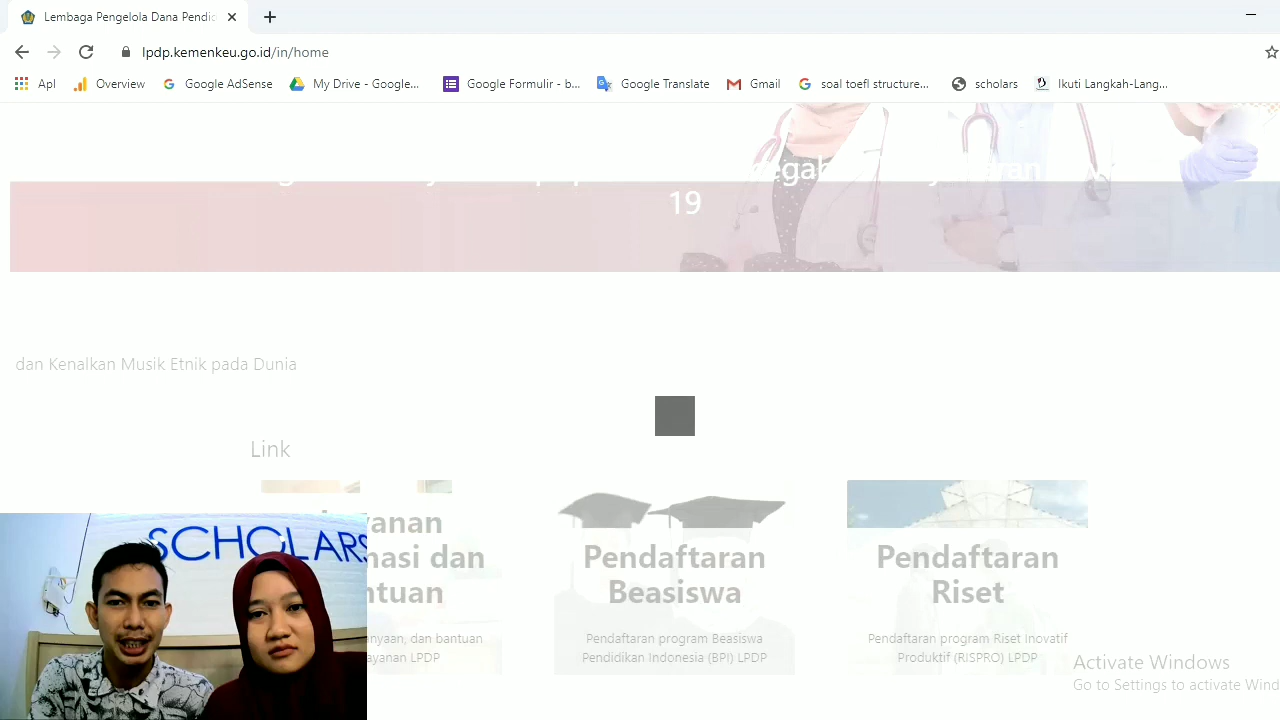 Lembaga Pengelola Dana Pendic
lpdp.kemenkeu.go.id/in/home
Apl
Overview
Google AdSense
My Drive - Google...
Google Formulir - b...
Google Translate
Gmail
soal toefl structure...
scholars
Ikuti Langkah-Lang...
19
dan Kenalkan Musik Etnik pada Dunia
Link
Pendaftaran
Beasiswa
Pendaftaran program Beasiswa
Pendidikan Indonesia (BPI) LPDP
Pendaftaran
Riset
Pendaftaran program Riset Inovatif
Produktif (RISPRO) LPDP
dan bantuan
LPDP
SCHOLARS
Activate Windows
Go to Settings to activate Wind